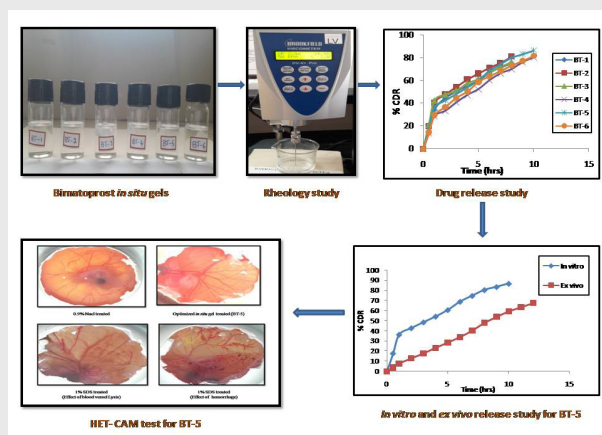 BT-1
BT-2
BT-3
BT-4
BT-5
BT-6
Bimatoprost in situ gels
BROOKFIELD
LV
Rheology study
% CDR
100
80
60
40
20
0
0
5
10
15
Time (hrs)
BT-1
BT-2
BT-3
BT-4
BT-5
BT-6
Drug release study
0.9% Nacl treated
Optimized in situ gel treated (BT-5)
1% SDS treated
(Effect of blood vessel Lysis)
1% SDS treated
(Effect of hemorrhage)
HET- CAM test for BT-5
% CDR
100
90
80
70
60
50
40
30
20
10
0
0
5
10
15
Time (hrs)
In vitro
Ex vivo
In vitro and ex vivo release study for BT-5